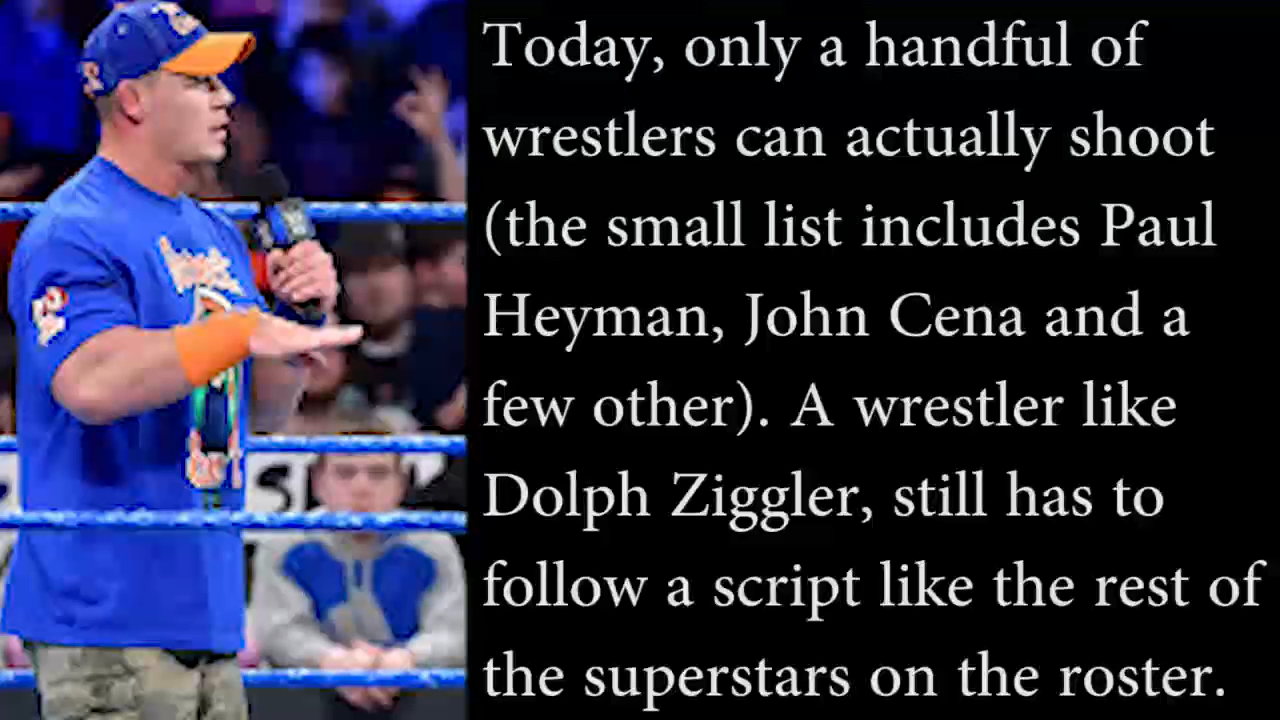 Today, only a handful of
wrestlers can actually shoot
(the small list includes Paul
Heyman, John Cena and a
few other). A wrestler like
Dolph Ziggler, still has to
follow a script like the rest of
the superstars on the roster.